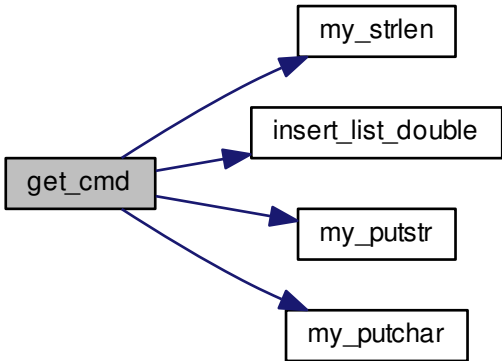 my_strlen
insert_list_double
get_cmd
my_putstr
my_putchar